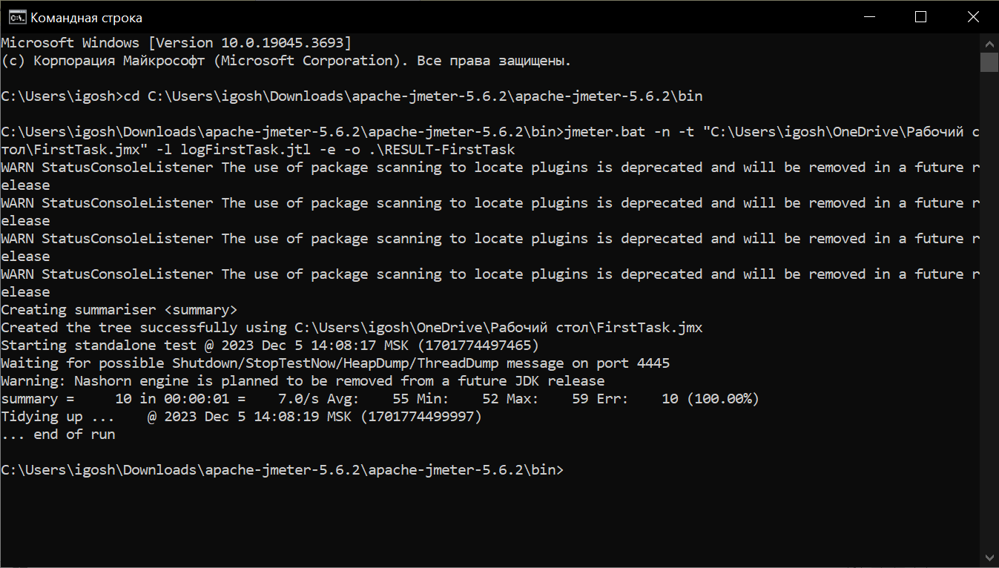 Командная строка
Microsoft Windows [Version 10.0.19045.3693]
(c) Корпорация Майкрософт (Microsoft Corporation). Все права защищены.
C:\Users\igosh>cd C:\Users\igosh\Downloads\apache-jmeter-5.6.2\apache-jmeter-5.6.2\bin
C:\Users\igosh\Downloads\apache-jmeter-5.6.2\apache-jmeter-5.6.2\bin>jmeter.bat -n -t "C:\Users\igosh\OneDrive\Рабочий с
тол\FirstTask.jmx" -l logFirstTask.jtl -e -o .\RESULT-FirstTask
WARN StatusConsoleListener The use of package scanning to locate plugins is deprecated and will be removed in a future r
elease
WARN StatusConsoleListener The use of package scanning to locate plugins is deprecated and will be removed in a future r
elease
WARN StatusConsoleListener The use of package scanning to locate plugins is deprecated and will be removed in a future r
elease
WARN StatusConsoleListener The use of package scanning to locate plugins is deprecated and will be removed in a future r
elease
Creating summariser <summary>
Created the tree successfully using C:\Users\igosh\OneDrive\Рабочий стол\FirstTask.jmx
Starting standalone test @ 2023 Dec 5 14:08:17 MSK (1701774497465)
Waiting for possible Shutdown/StopTestNow/HeapDump/ThreadDump message on port 4445
Warning: Nashorn engine is planned to be removed from a future JDK release
summary =     10 in 00:00:01 =    7.0/s Avg:    55 Min:    52 Max:    59 Err:    10 (100.00%)
Tidying up ...    @ 2023 Dec 5 14:08:19 MSK (1701774499997)
... end of run
C:\Users\igosh\Downloads\apache-jmeter-5.6.2\apache-jmeter-5.6.2\bin>